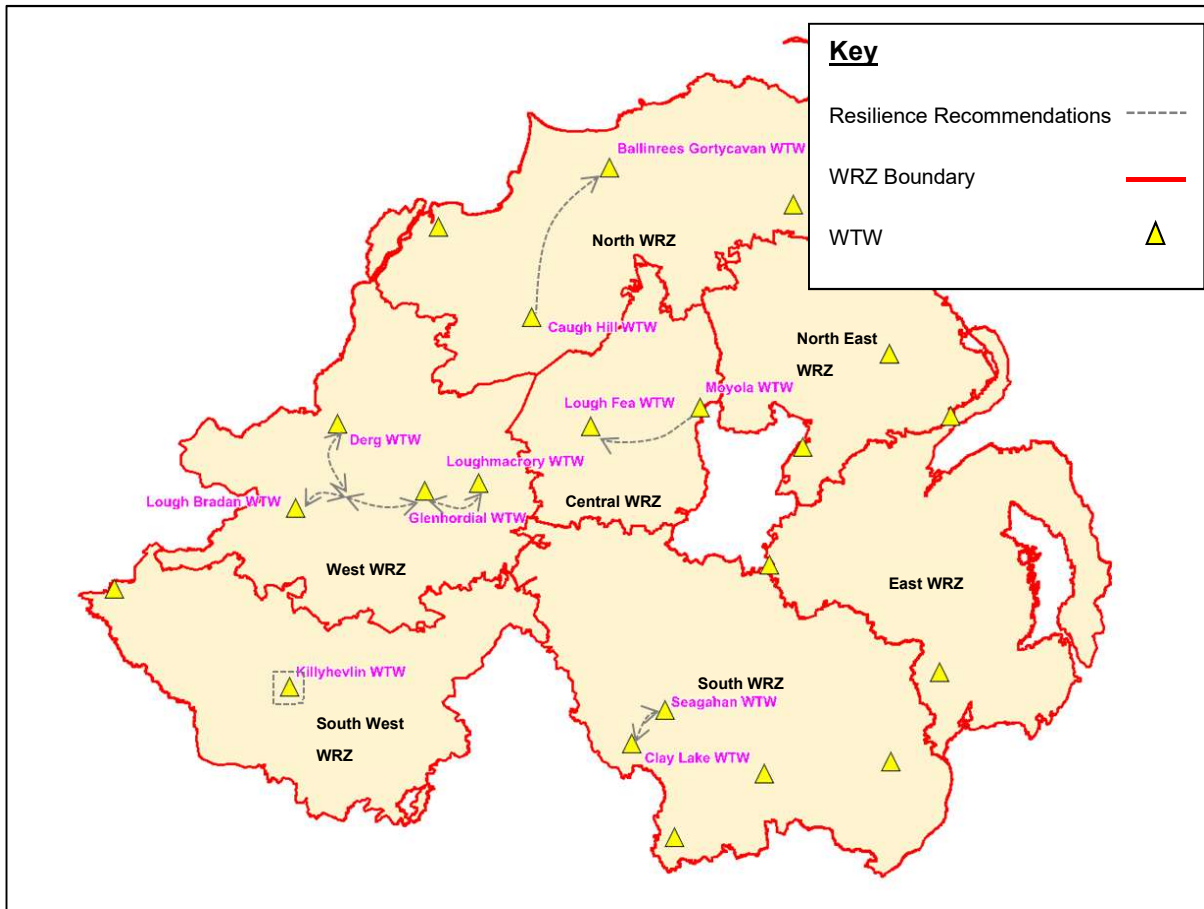 Key
Resilience Recommendations
WRZ Boundary
WTW
Ballinrees Gortycavan WTW
North WRZ
Caugh Hill WTW
North East
WRZ
Moyola WTW
Lough Fea WTW
Derg WTW
Loughmacrory WTW
Lough Bradan WTW
Central WRZ
Glenhordial WTW
West WRZ
East WRZ
Killyhevlin WTW
South WRZ
Seagahan WTW
South West
WRZ
Clay Lake WTW